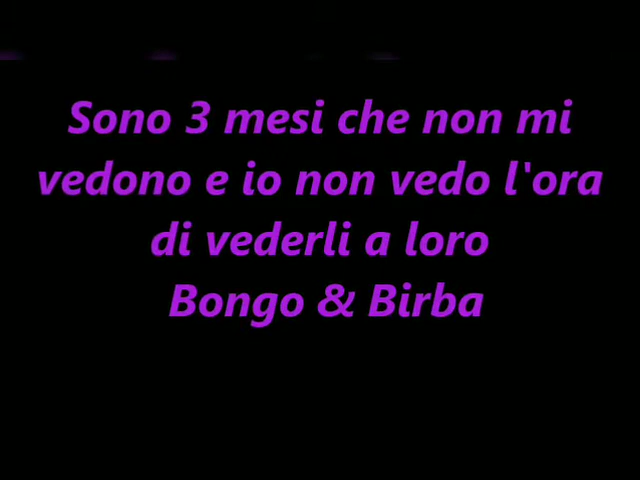 Sono 3 mesi che non mi
vedono e io non vedo l'ora
di vederli a loro
Bongo & Birba